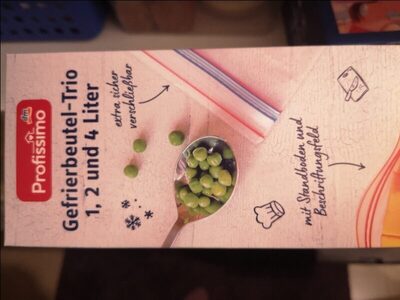 Profissimo
Gefrierbeutel-Trio
1, 2 und 4 Liter
extra sicher
verschließbar
mit Standboden und
Beschriftungsfeld